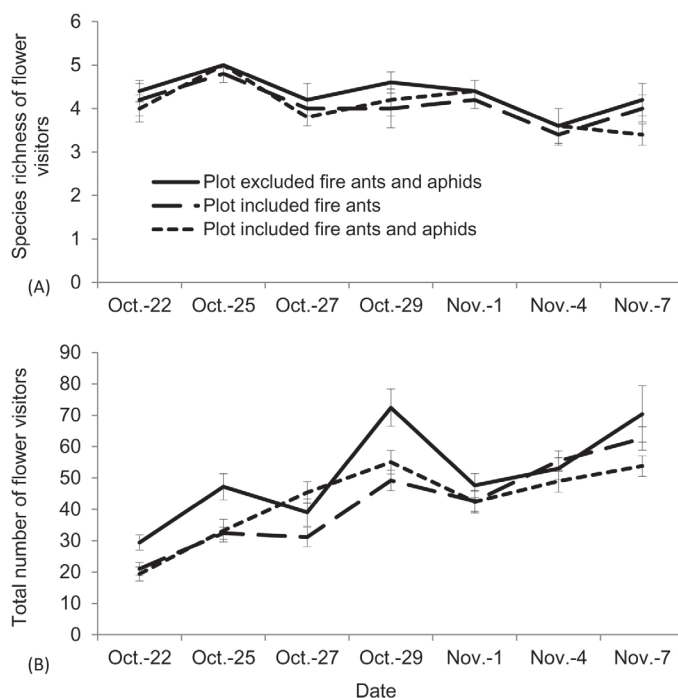 6
5
4
3
2
1
0
Species richness of flower
visitors
Plot excluded fire ants and aphids
Plot included fire ants
Plot included fire ants and aphids
(A)
Oct.-22 Oct.-25 Oct.-27 Oct.-29 Nov.-1 Nov.-4 Nov.-7
90
80
70
60
50
40
30
20
10
0
Total number of flower visitors
(B)
Oct.-22 Oct.-25 Oct.-27 Oct.-29 Nov.-1 Nov.-4 Nov.-7
Date